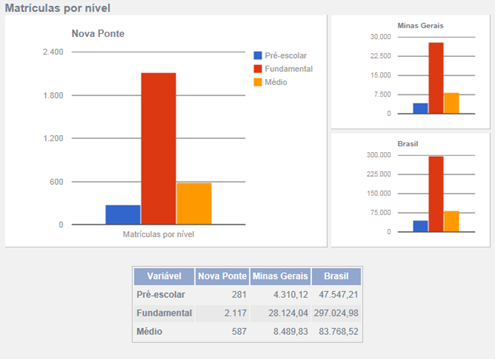 Matrículas por nível
Nova Ponte
2.400
1.800
1.200
600
0
Matrículas por nível
Pré-escolar
Fundamental
Médio
Minas Gerais
30.000
22.500
15.000
7.500
0
Brasil
300.000
225.000
150.000
75.000
0
Variável Nova Ponte Minas Gerais Brasil
Pré-escolar 281 4.310,12 47.547,21
Fundamental 2.117 28.124,04 297.024,98
Médio 587 8.489,83 83.768,52